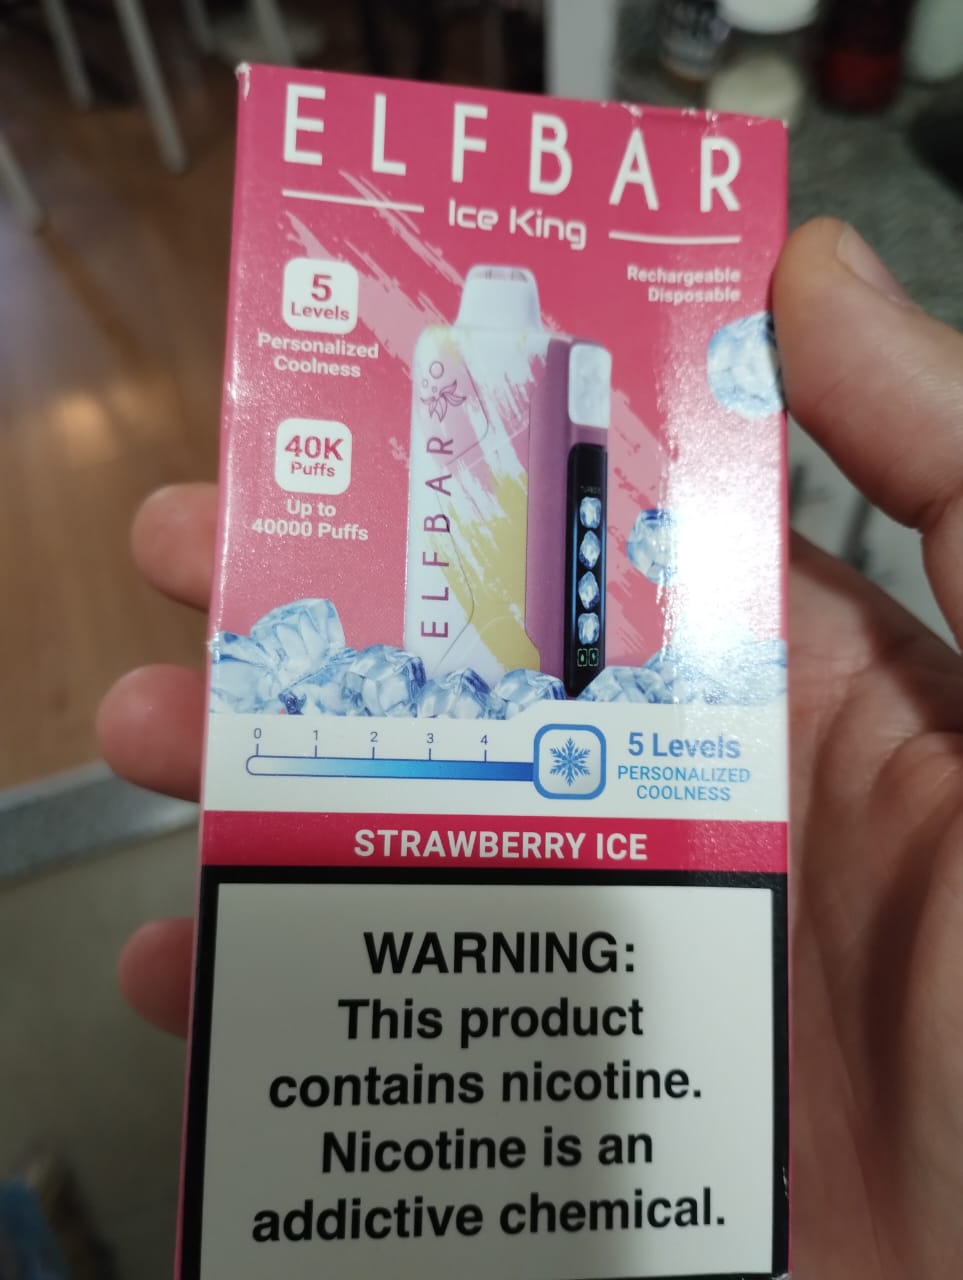 ELFBAR
Ice King
Rechargeable
Disposable
5
Levels
Personalized
Coolness
40K
Puffs
Up to
40000 Puffs
ELFBAR
0 1 2 3 4
5 Levels
PERSONALIZED
COOLNESS
STRAWBERRY ICE
WARNING:
This product
contains nicotine.
Nicotine is an
addictive chemical.